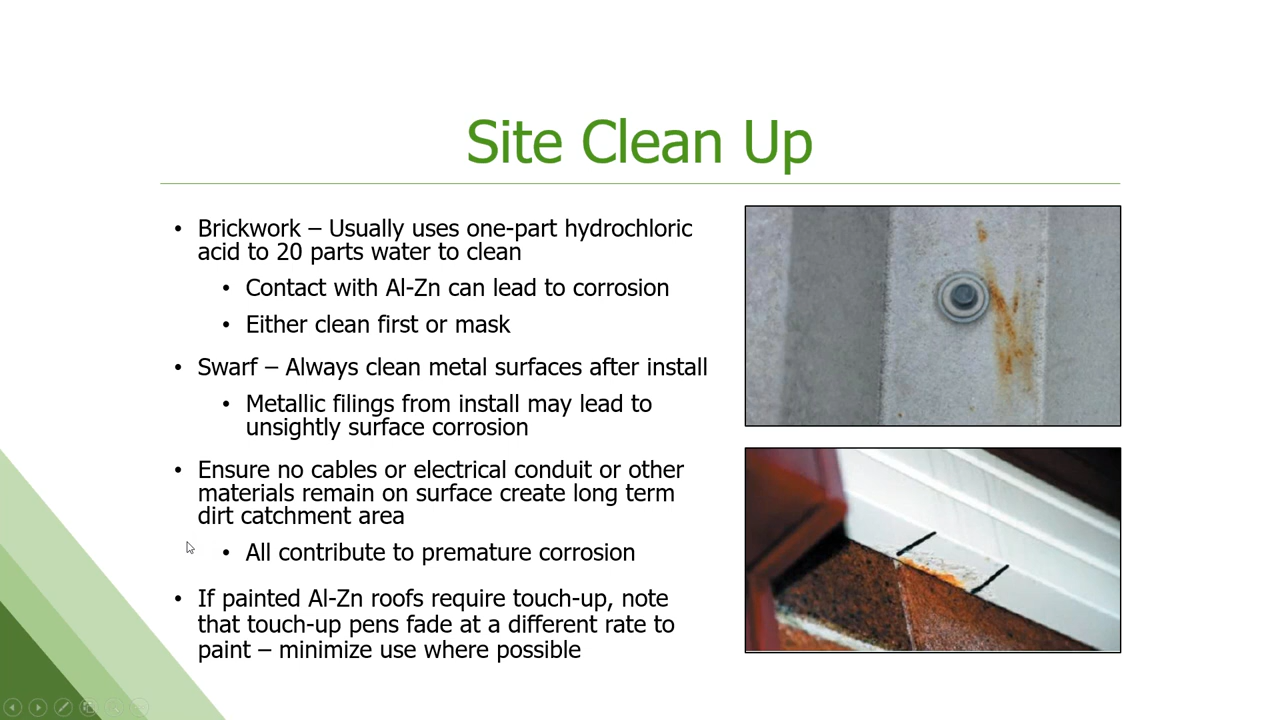 Site Clean Up
• Brickwork – Usually uses one-part hydrochloric
acid to 20 parts water to clean
• Contact with Al-Zn can lead to corrosion
• Either clean first or mask
• Swarf – Always clean metal surfaces after install
• Metallic filings from install may lead to
unsightly surface corrosion
• Ensure no cables or electrical conduit or other
materials remain on surface create long term
dirt catchment area
• All contribute to premature corrosion
• If painted Al-Zn roofs require touch-up, note
that touch-up pens fade at a different rate to
paint – minimize use where possible